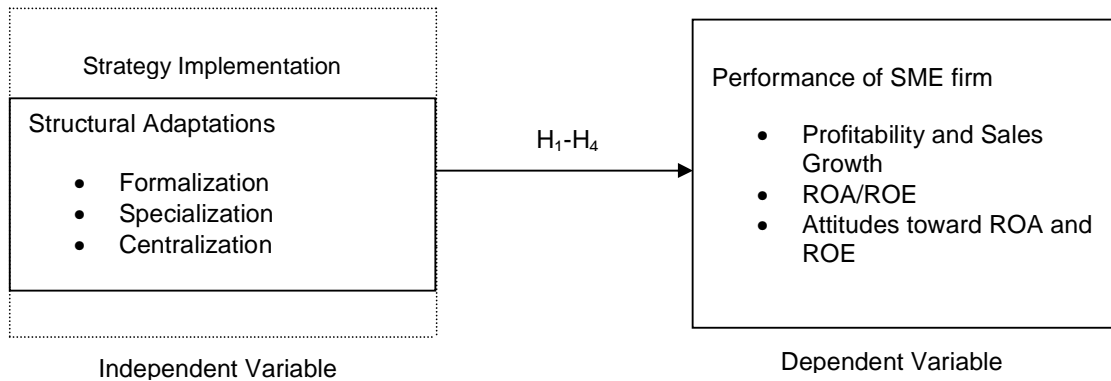 Strategy Implementation
Structural Adaptations
• Formalization
• Specialization
• Centralization
Independent Variable
H₁-H₄
Performance of SME firm
• Profitability and Sales
Growth
• ROA/ROE
• Attitudes toward ROA and
ROE
Dependent Variable